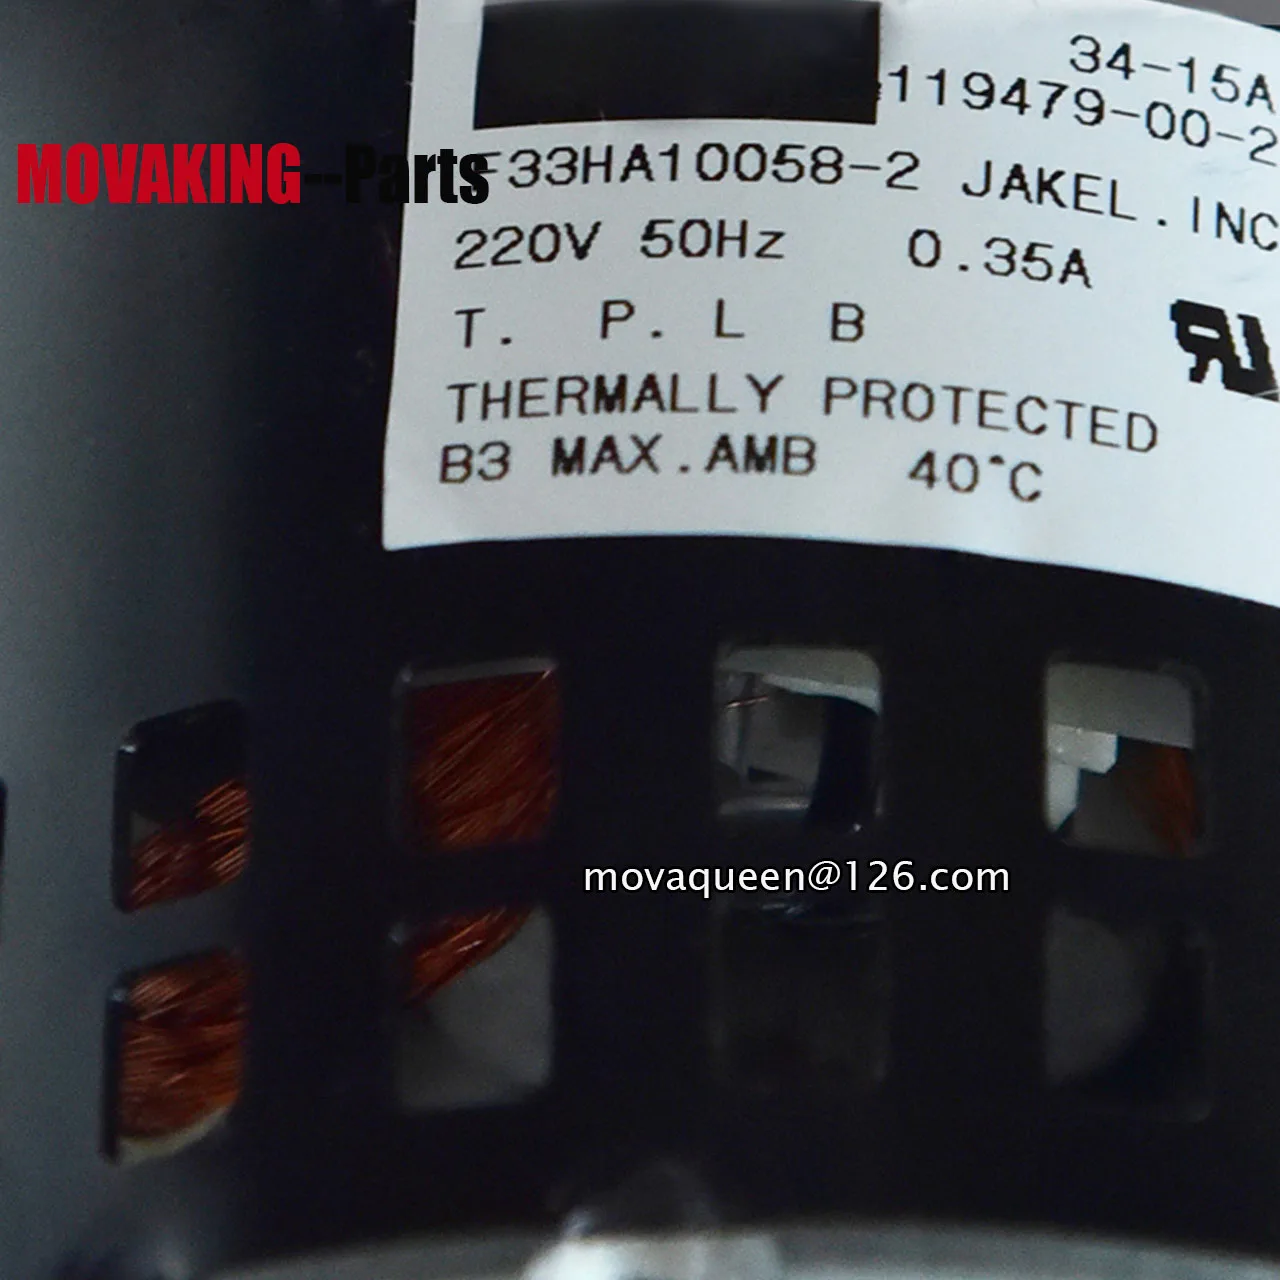 34-15A
119479-00-2
MOVAKING--Parts
F33HA10058-2 JAKEL.INC
220V 50Hz 0.35A
T. P. L B
THERMALLY PROTECTED
B3 MAX.AMB 40°C
movaqueen@126.com